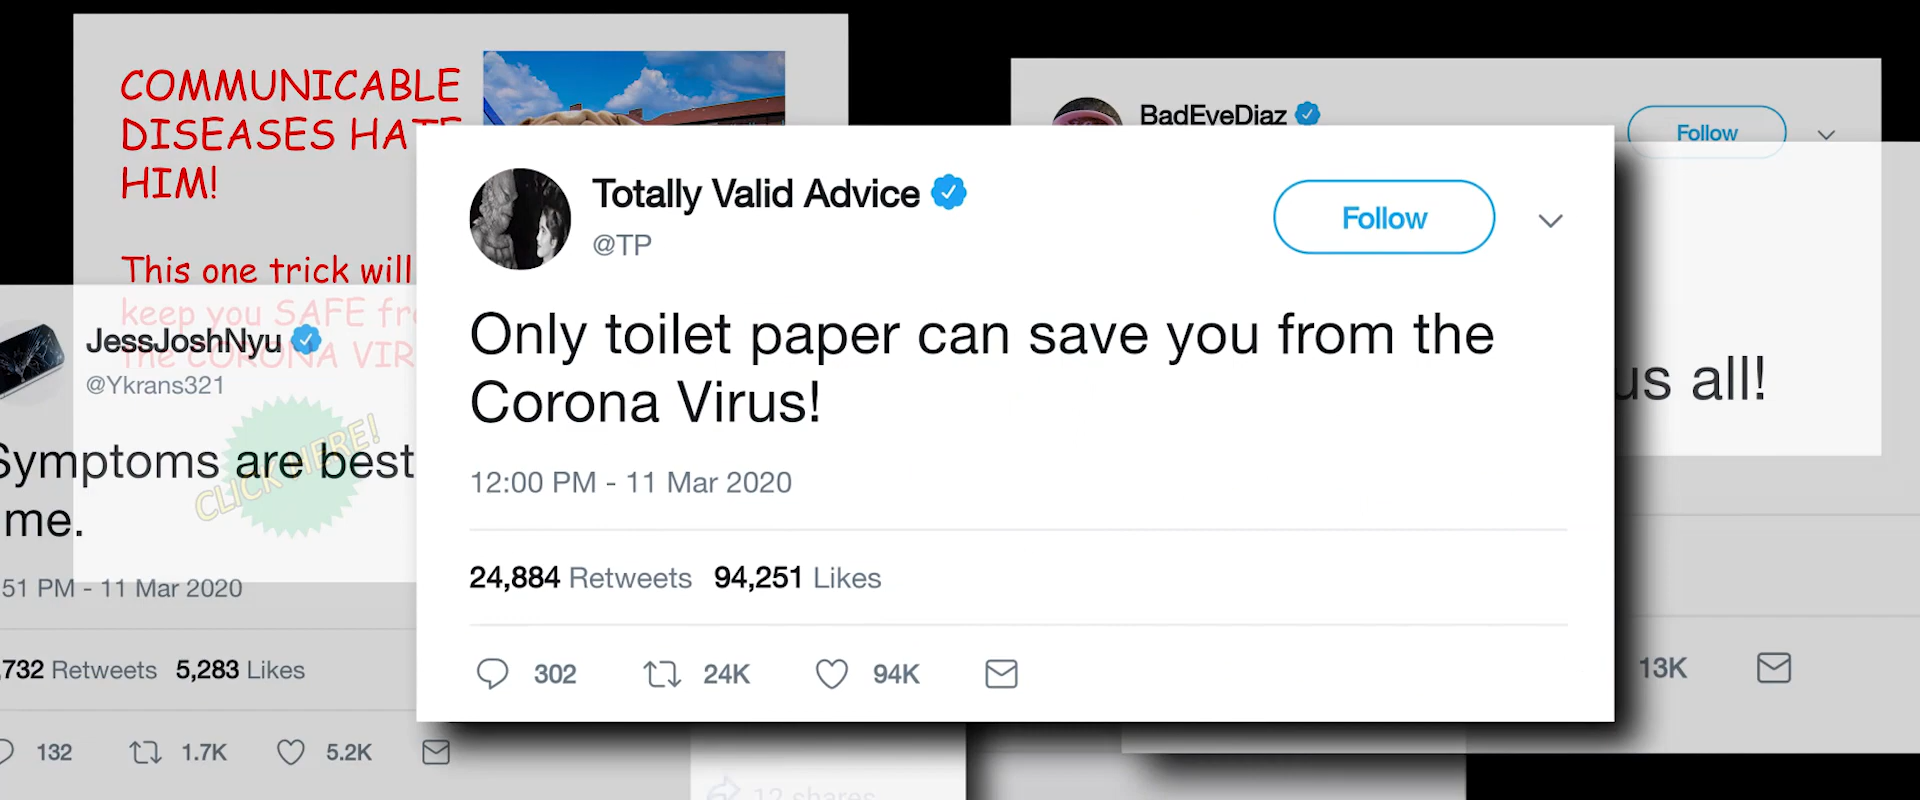 COMMUNICABLE
DISEASES HATE
HIM!
This one trick will
keep you SAFE
the CORONA
CLICK HERE!
JessJoshNyu
@Ykrans321
Symptoms are best
me.
51 PM - 11 Mar 2020
732 Retweets 5,283 Likes
132 1.7K 5.2K
BadEveDiaz
Follow
us all!
13K
Totally Valid Advice
@TP
Follow
Only toilet paper can save you from the
Corona Virus!
12:00 PM - 11 Mar 2020
24,884 Retweets 94,251 Likes
302 24K 94K
12 shares